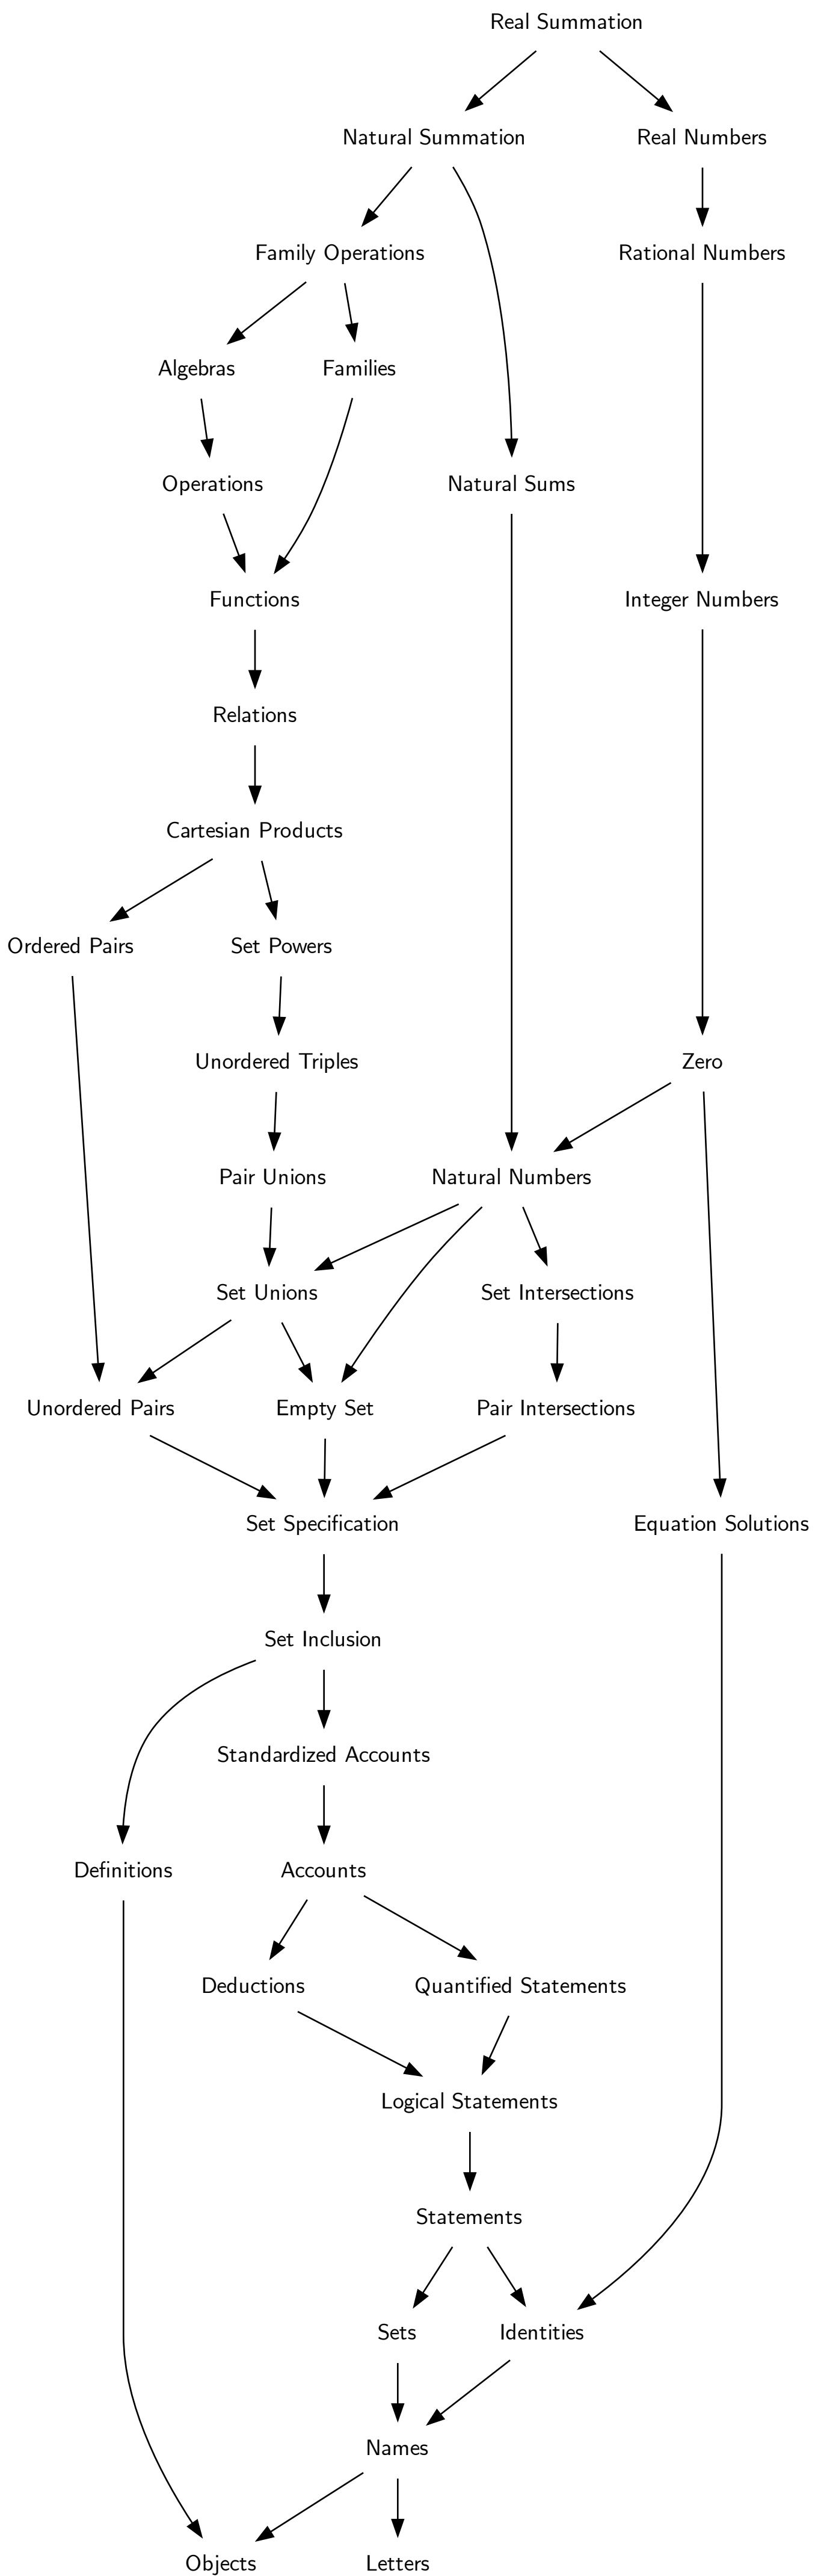 Real Summation
Natural Summation
Real Numbers
Family Operations
Rational Numbers
Algebras
Families
Operations
Natural Sums
Functions
Integer Numbers
Relations
Cartesian Products
Ordered Pairs
Set Powers
Unordered Triples
Zero
Pair Unions
Natural Numbers
Set Unions
Set Intersections
Unordered Pairs
Empty Set
Pair Intersections
Set Specification
Equation Solutions
Set Inclusion
Standardized Accounts
Definitions
Accounts
Deductions
Quantified Statements
Logical Statements
Statements
Sets
Identities
Names
Objects
Letters